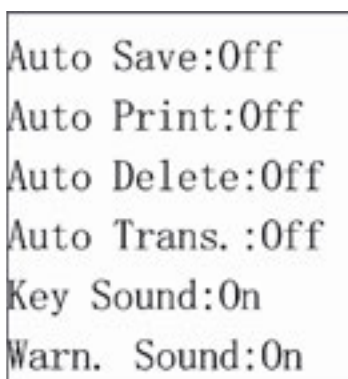 Auto Save:Off
Auto Print:Off
Auto Delete:Off
Auto Trans.:Off
Key Sound:On
Warn. Sound:On